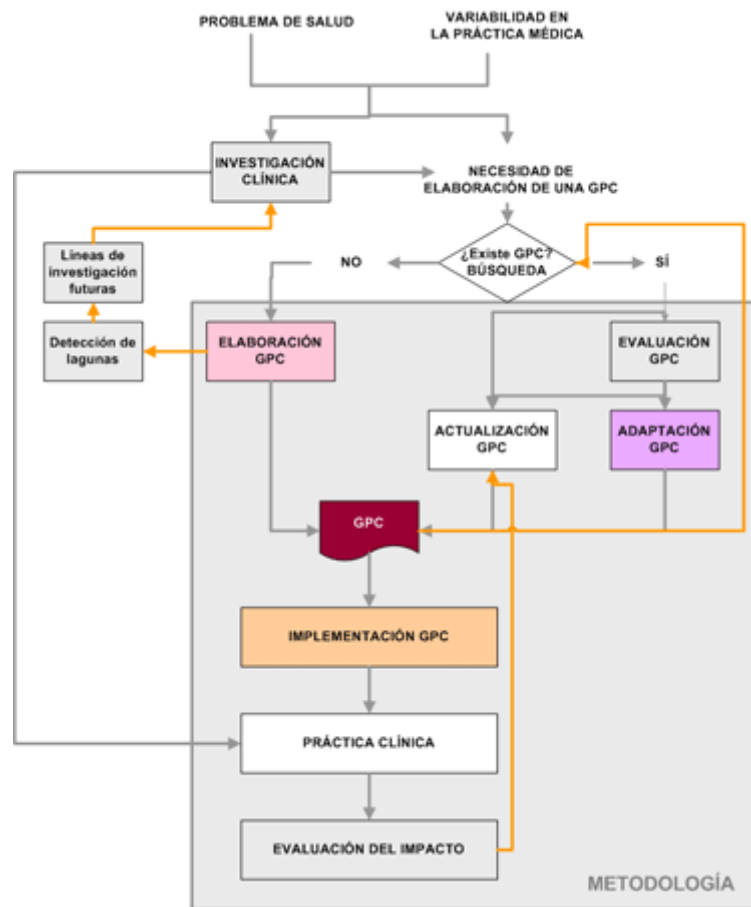 PROBLEMA DE SALUD
VARIABILIDAD EN
LA PRÁCTICA MÉDICA
INVESTIGACIÓN
CLÍNICA
NECESIDAD DE
ELABORACIÓN DE UNA GPC
Líneas de
investigación
futuras
¿Existe GPC?
BÚSQUEDA
NO
SÍ
Detección de
lagunas
ELABORACIÓN
GPC
EVALUACIÓN
GPC
ACTUALIZACIÓN
GPC
ADAPTACIÓN
GPC
GPC
IMPLEMENTACIÓN GPC
PRÁCTICA CLÍNICA
EVALUACIÓN DEL IMPACTO
METODOLOGÍA